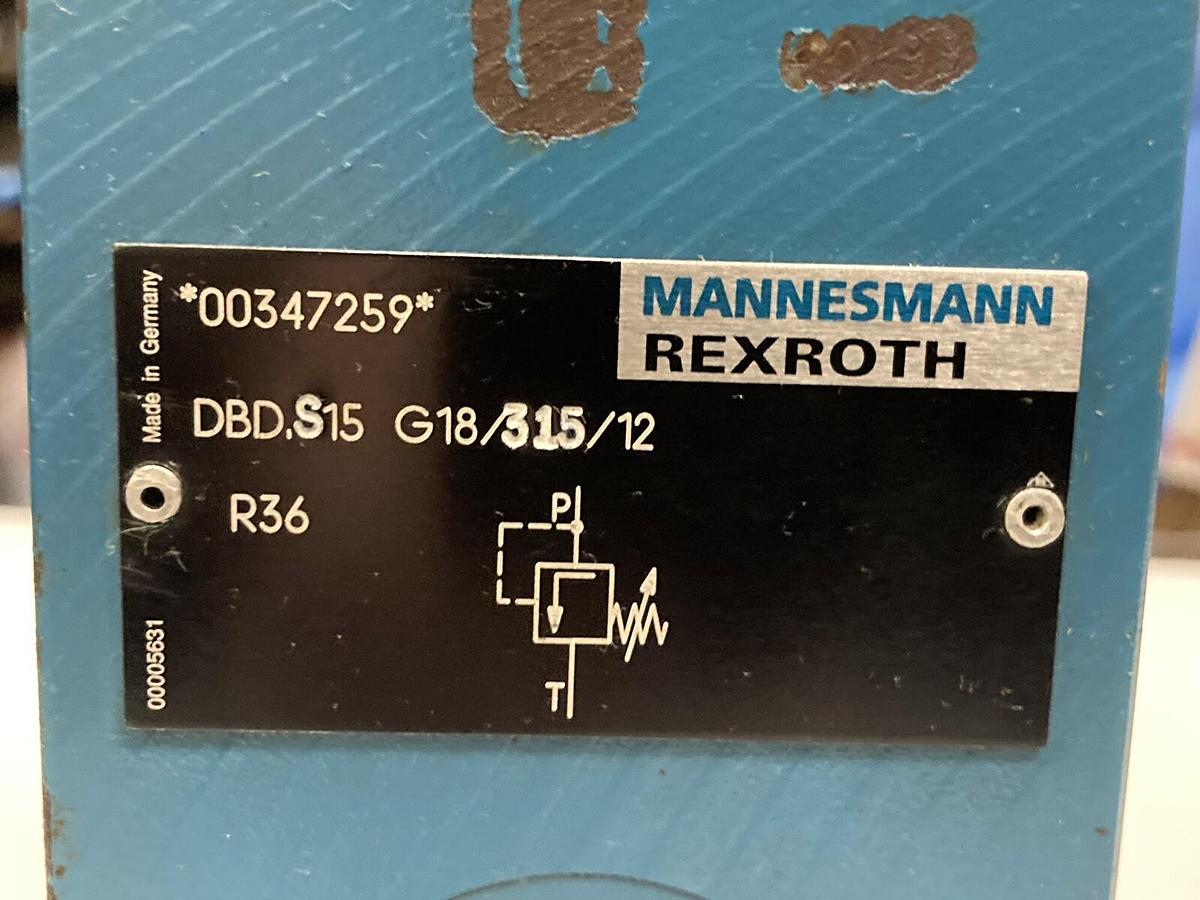 Made in Germany
*00347259*
MANNESMANN
REXROTH
DBD.S15 G18/315/12
R36
P
T
00005631